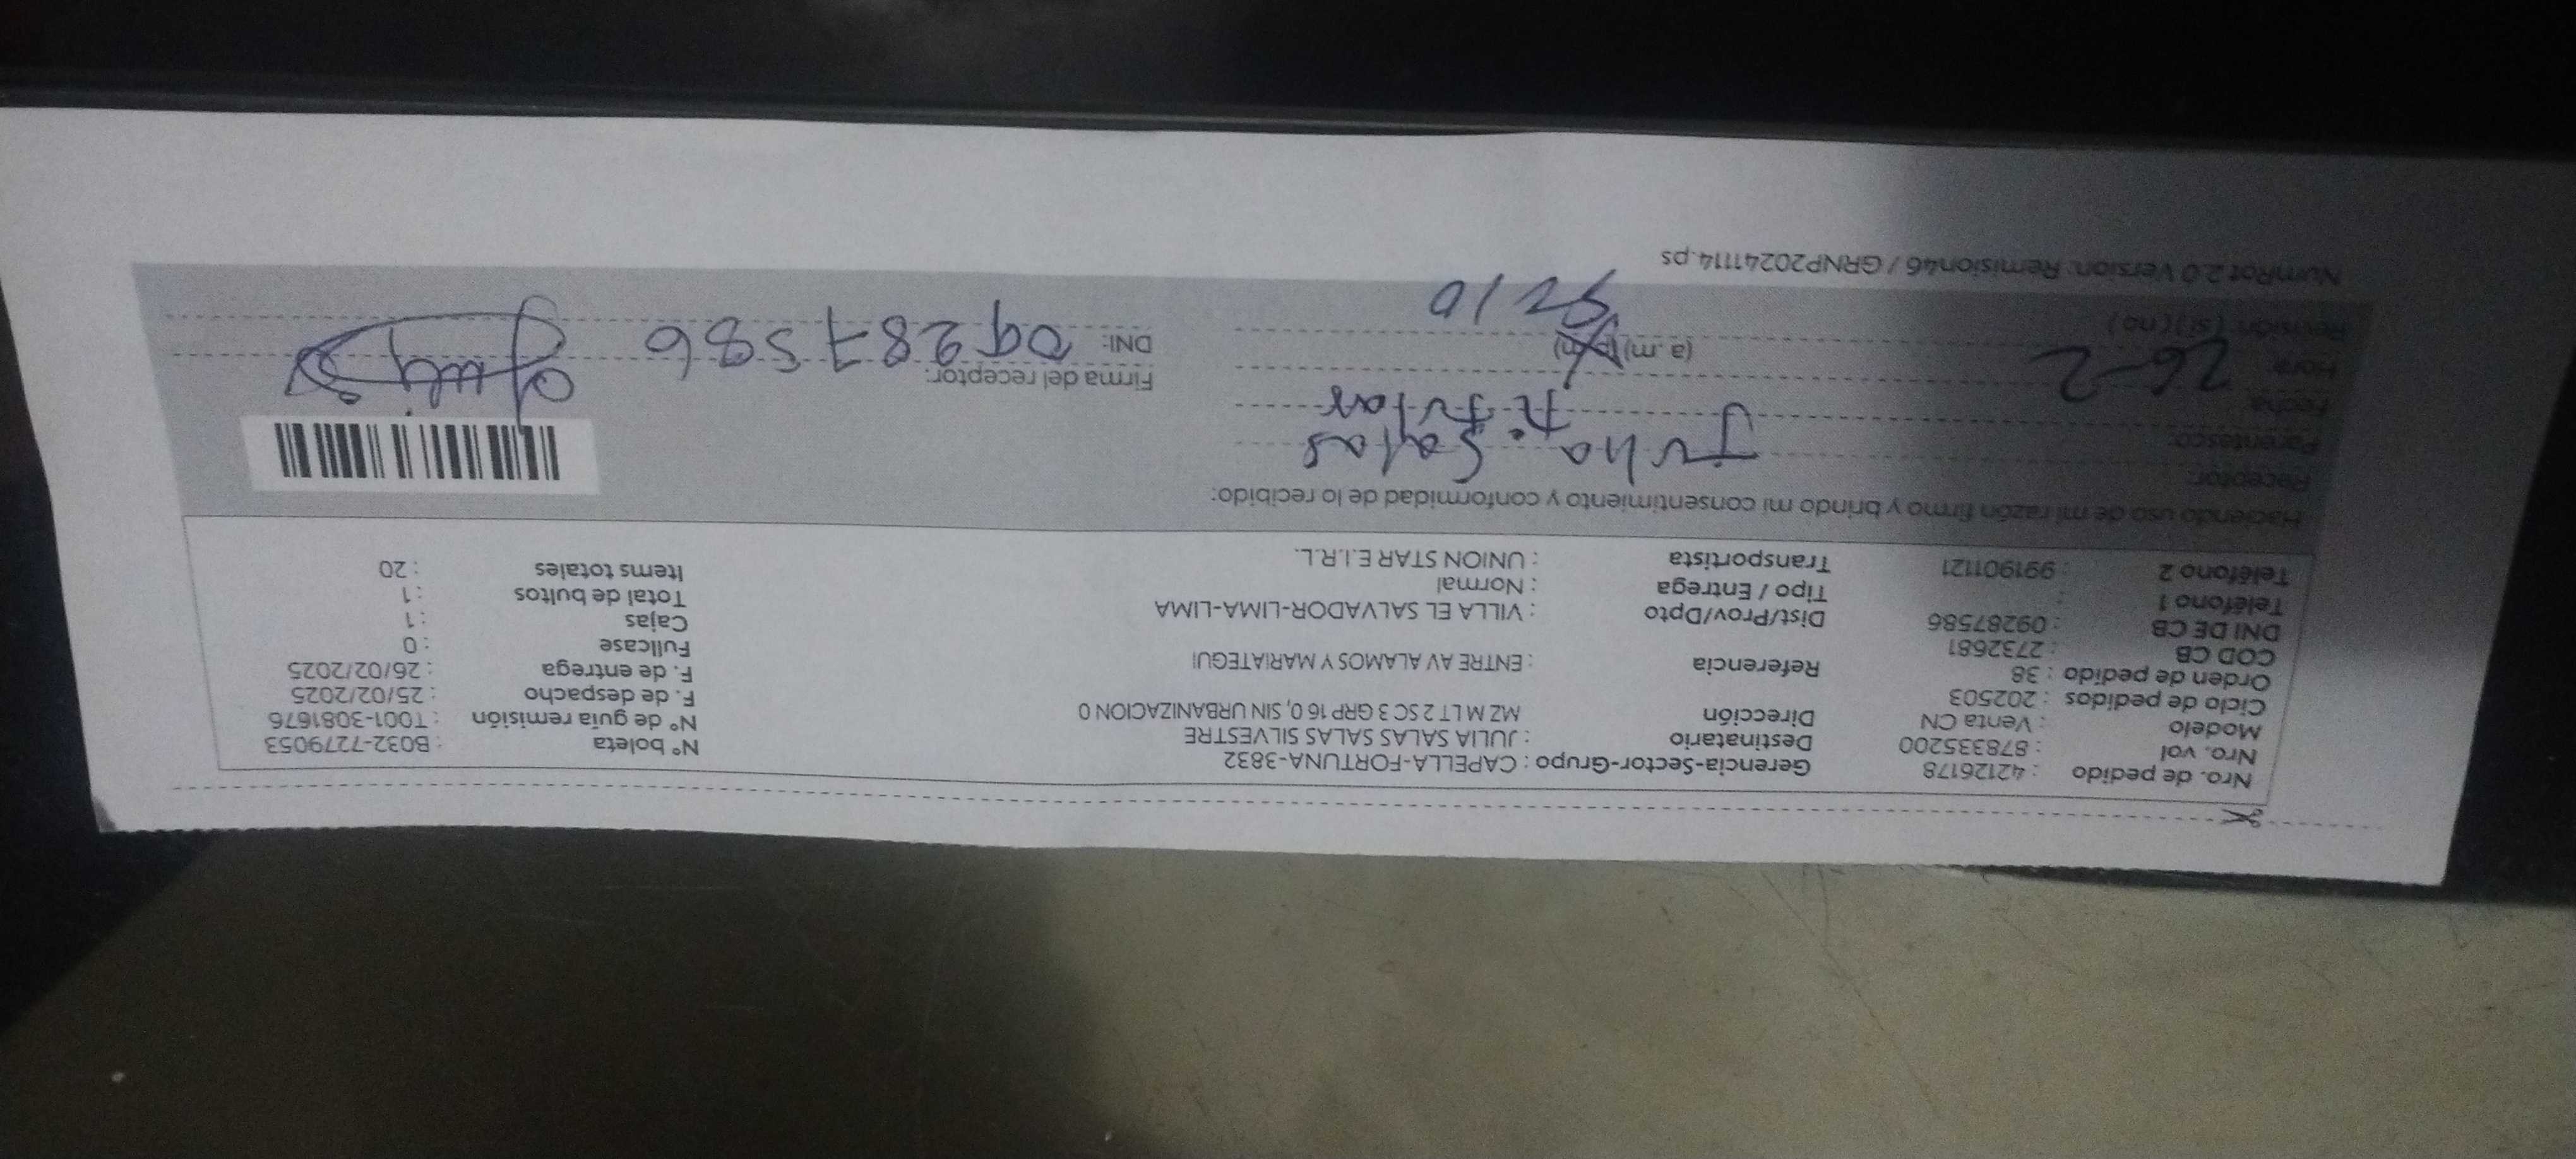 Nro. de pedido : 42126178 Gerencia-Sector-Grupo : CAPELLA-FORTUNA-3832 N° boleta : B032-7279053
Nro. vol : 878335200 Destinatario : JULIA SALAS SALAS SILVESTRE N° de guía remisión : T001-3081676
Modelo : Venta CN Dirección MZ M LT 2 SC 3 GRP 16 0, SIN URBANIZACION 0 F. de despacho : 25/02/2025
Ciclo de pedidos : 202503 F. de entrega : 26/02/2025
Orden de pedido : 38 Referencia : ENTRE AV ALAMOS Y MARIATEGUI Fullcase : 0
COD CB : 2732681 Cajas : 1
DNI DE CB : 09287586 Dist/Prov/Dpto : VILLA EL SALVADOR-LIMA-LIMA Total de bultos : 1
Teléfono 1 : Tipo / Entrega : Normal Items totales : 20
Teléfono 2 : 991901121 Transportista : UNION STAR E.I.R.L.
Haciendo uso de mi razón firmo y brindo mi consentimiento y conformidad de lo recibido:
Receptor: Julia Salas
Parentesco: titular
Fecha: 26-2 Firma del receptor:
Hora: (a.m) (p.m) DNI: 09287586
Revisión (si) (no)
NumRot 2.0 Version: Remision46 / GRNP20241114.ps